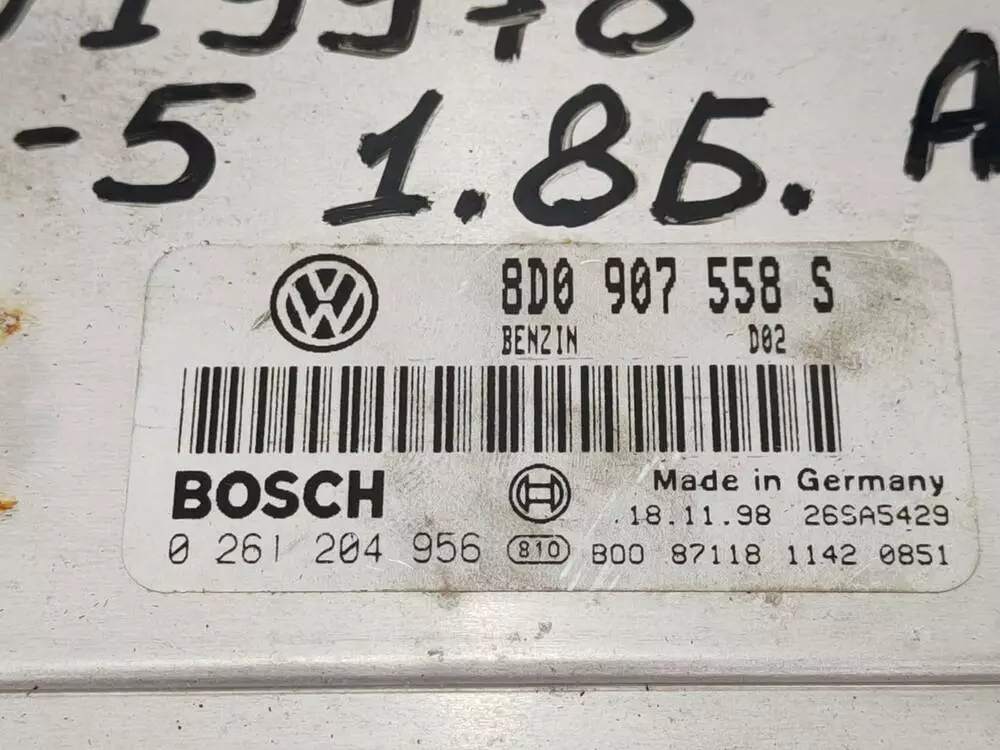 -5 1.8Б. A
8D0 907 558 S
BENZIN D02
BOSCH
Made in Germany
18.11.98 26SA5429
0 261 204 956 810 B00 87118 1142 0851